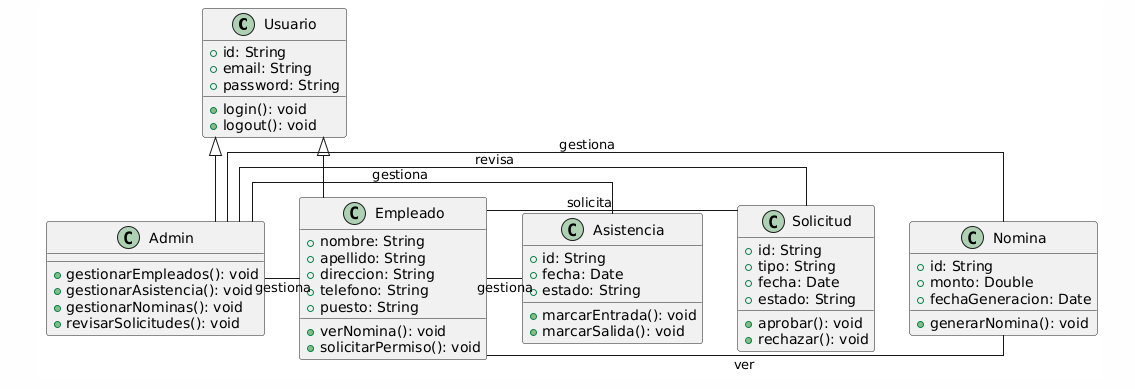 C Usuario
id: String
email: String
password: String
login(): void
logout(): void
gestiona
revisa
gestiona
solicita
C Admin
gestionarEmpleados(): void
gestionarAsistencia(): void
gestionarNominas(): void
revisarSolicitudes(): void
gestiona
C Empleado
nombre: String
apellido: String
direccion: String
telefono: String
puesto: String
verNomina(): void
solicitarPermiso(): void
gestiona
C Asistencia
id: String
fecha: Date
estado: String
marcarEntrada(): void
marcarSalida(): void
C Solicitud
id: String
tipo: String
fecha: Date
estado: String
aprobar(): void
rechazar(): void
C Nomina
id: String
monto: Double
fechaGeneracion: Date
generarNomina(): void
ver